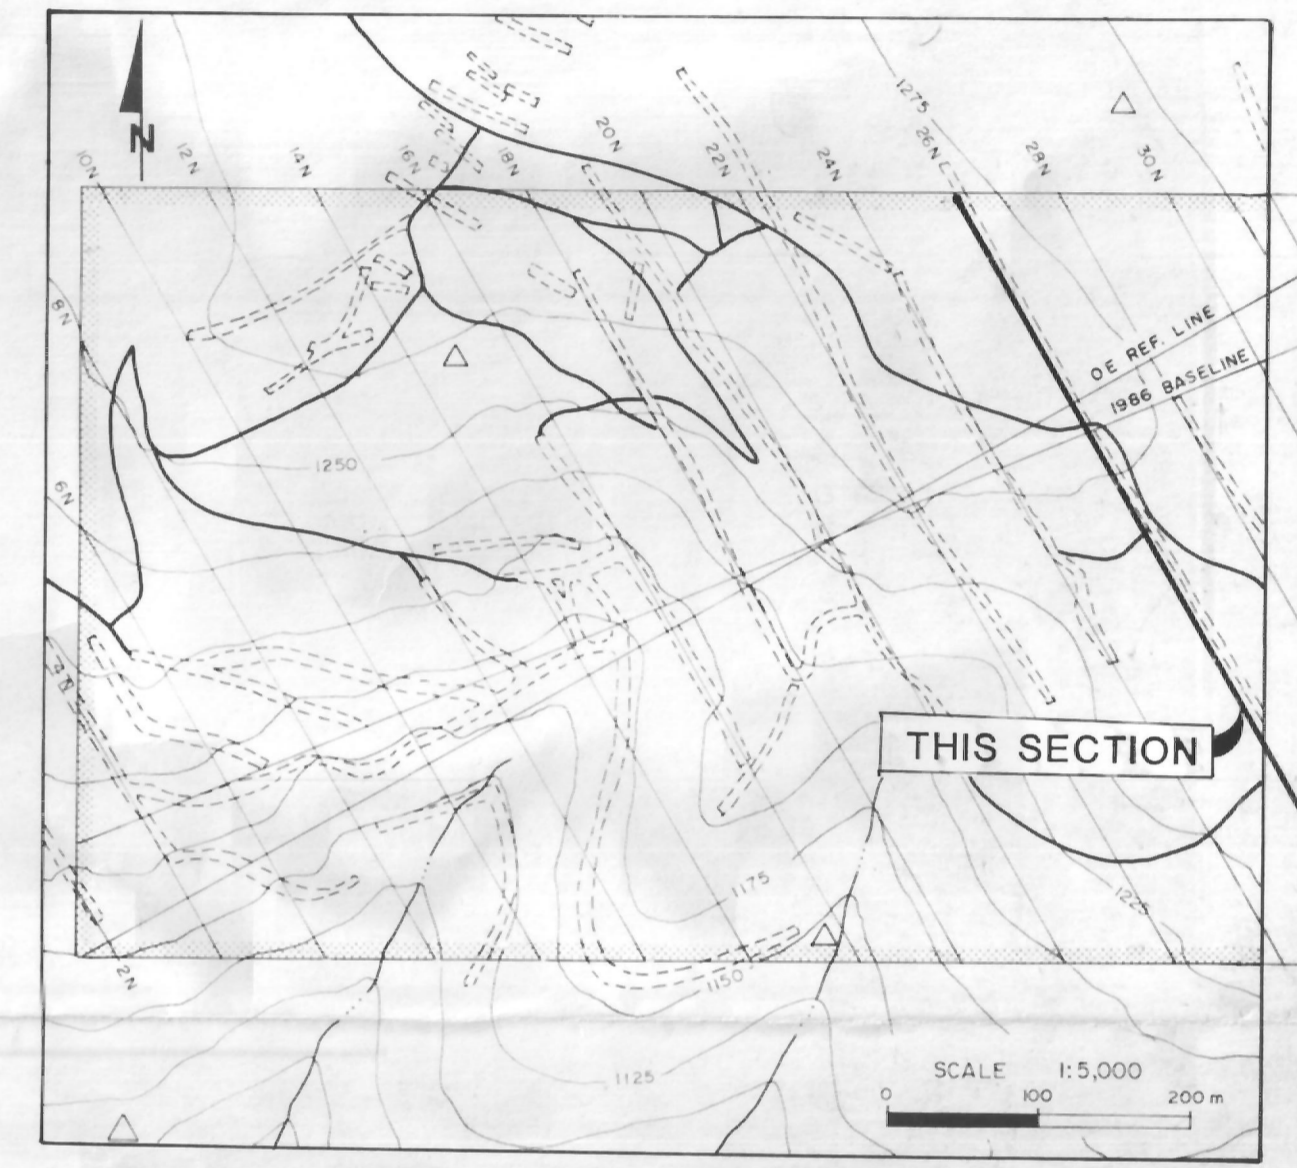 N
1275
10N
12N
14N
16N
18N
20N
22N
24N
26N
28N
30N
8N
OE REF. LINE
1986 BASELINE
1250
6N
4N
THIS SECTION
1175
1225
2N
1150
1125
SCALE 1:5,000
0 100 200 m